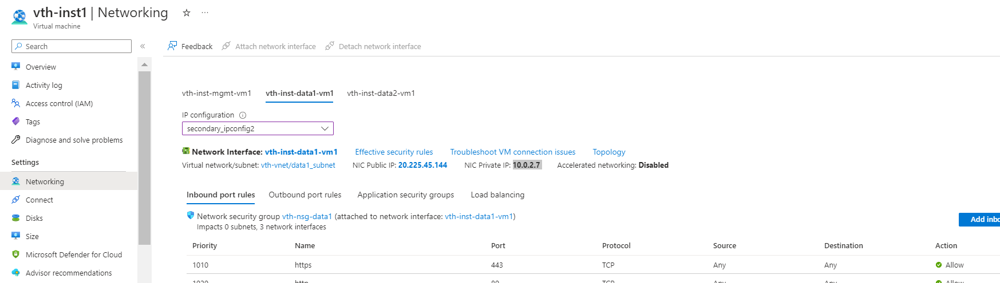 vth-inst1 | Networking ☆ ...
Virtual machine
Search «
Feedback Attach network interface Detach network interface
Overview
Activity log
Access control (IAM)
Tags
Diagnose and solve problems
Settings
Networking
Connect
Disks
Size
Microsoft Defender for Cloud
Advisor recommendations
vth-inst-mgmt-vm1 vth-inst-data1-vm1 vth-inst-data2-vm1
IP configuration
secondary_ipconfig2
Network Interface: vth-inst-data1-vm1 Effective security rules Troubleshoot VM connection issues Topology
Virtual network/subnet: vth-vnet/data1_subnet NIC Public IP: 20.225.45.144 NIC Private IP: 10.0.2.7 Accelerated networking: Disabled
Inbound port rules Outbound port rules Application security groups Load balancing
Network security group vth-nsg-data1 (attached to network interface: vth-inst-data1-vm1)
Impacts 0 subnets, 3 network interfaces
Add inbo
Priority Name Port Protocol Source Destination Action
1010 https 443 TCP Any Any Allow
1020 http 80 TCP Any Any Allow